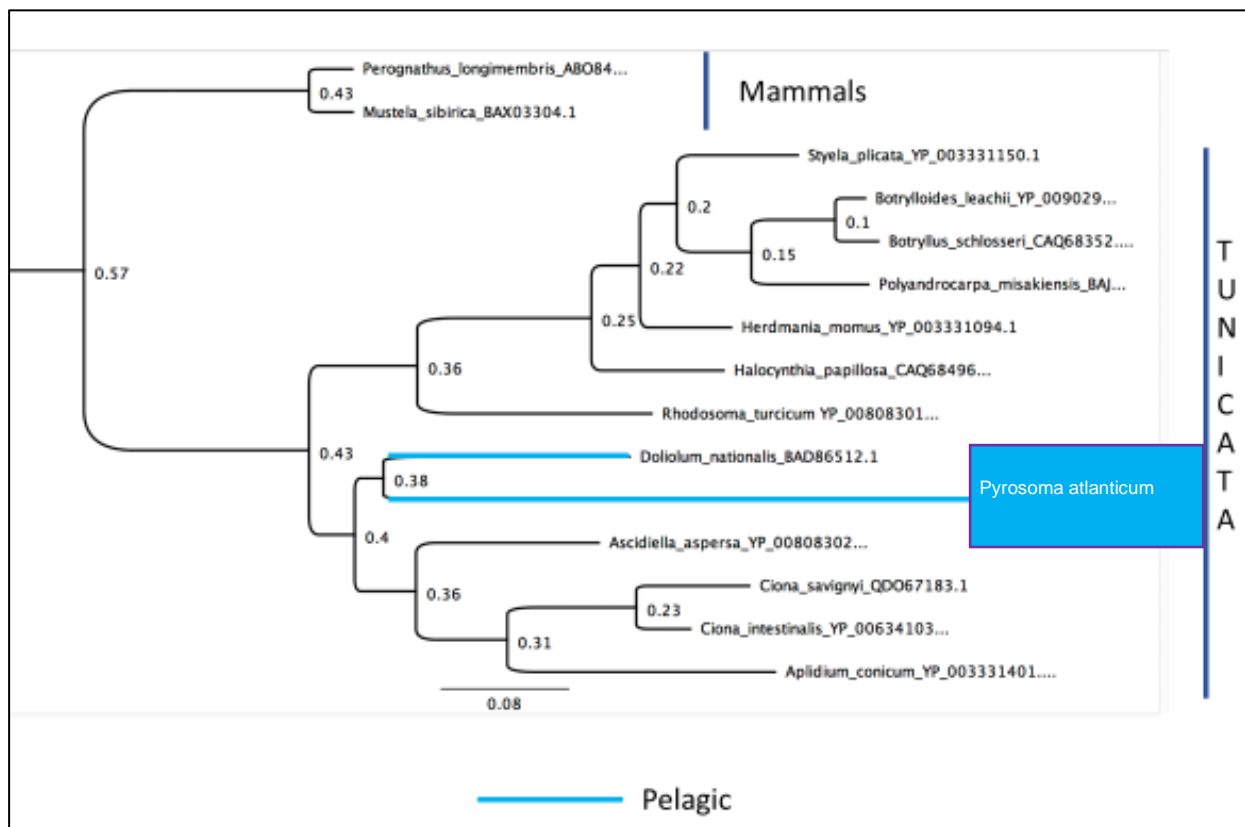 Perognathus_longimembris_ABO84...
0.43
Mustela_sibirica_BAX03304.1
Mammals
Styela_plicata_YP_003331150.1
0.2
Botrylloides_leachii_YP_009029...
0.1
Botryllus_schlosseri_CAQ68352....
0.15
0.22
Polyandrocarpa_misakiensis_BAJ...
0.57
0.25
Herdmania_momus_YP_003331094.1
0.36
Halocynthia_papillosa_CAQ68496...
Rhodosoma_turcicum YP_00808301...
0.43
Doliolum_nationalis_BAD86512.1
0.38
Pyrosoma atlanticum
0.4
Ascidiella_aspersa_YP_00808302...
0.36
Ciona_savignyi_QDO67183.1
0.23
Ciona_intestinalis_YP_00634103...
0.31
Aplidium_conicum_YP_003331401....
0.08
T
U
N
I
C
A
T
A
Pelagic